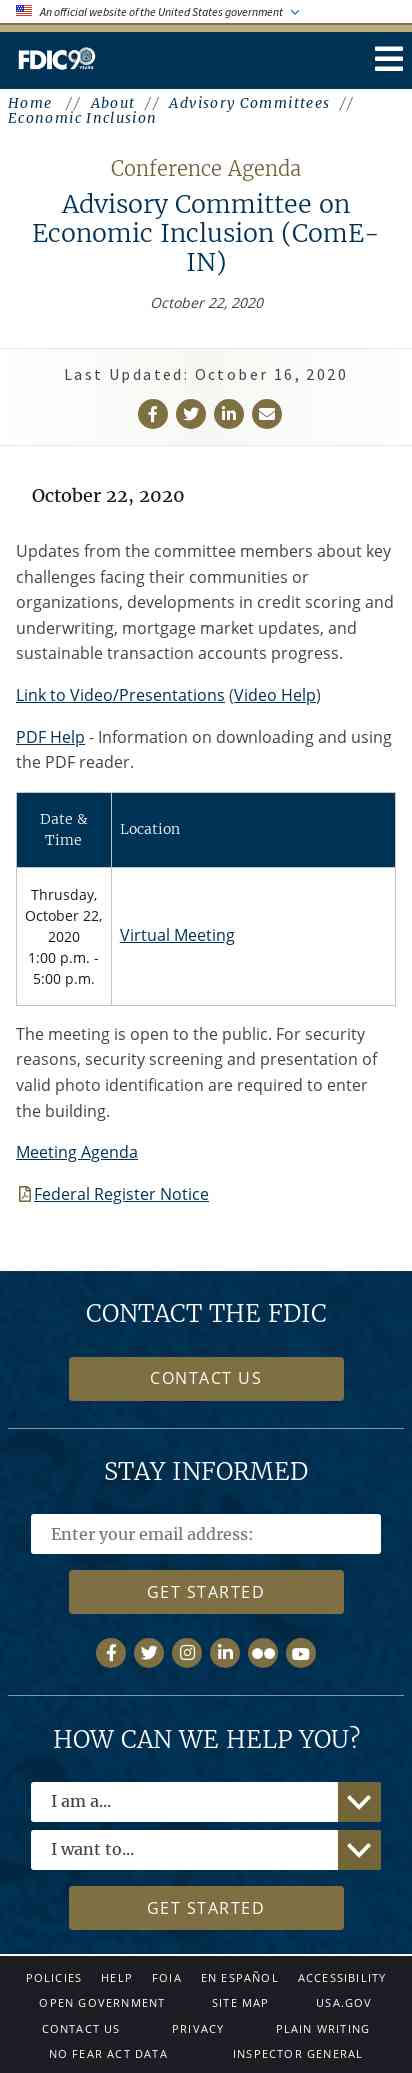 An official website of the United States government
FDIC 90 YEARS
Home // About // Advisory Committees //
Economic Inclusion
Conference Agenda
Advisory Committee on
Economic Inclusion (ComE-
IN)
October 22, 2020
Last Updated: October 16, 2020
October 22, 2020
Updates from the committee members about key
challenges facing their communities or
organizations, developments in credit scoring and
underwriting, mortgage market updates, and
sustainable transaction accounts progress.
Link to Video/Presentations (Video Help)
PDF Help - Information on downloading and using
the PDF reader.
Date &
Time
Location
Thrusday,
October 22,
2020
1:00 p.m. -
5:00 p.m.
Virtual Meeting
The meeting is open to the public. For security
reasons, security screening and presentation of
valid photo identification are required to enter
the building.
Meeting Agenda
Federal Register Notice
CONTACT THE FDIC
CONTACT US
STAY INFORMED
Enter your email address:
GET STARTED
HOW CAN WE HELP YOU?
I am a...
I want to...
GET STARTED
POLICIES HELP FOIA EN ESPAÑOL ACCESSIBILITY
OPEN GOVERNMENT SITE MAP USA.GOV
CONTACT US PRIVACY PLAIN WRITING
NO FEAR ACT DATA INSPECTOR GENERAL